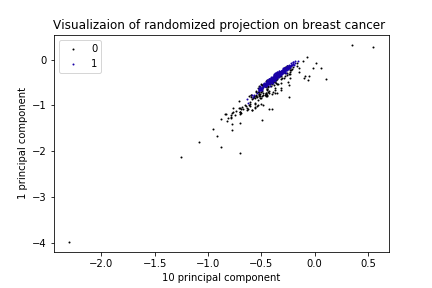 Visualizaion of randomized projection on breast cancer
0
1
0
−1
−2
−3
−4
1 principal component
−2.0 −1.5 −1.0 −0.5 0.0 0.5
10 principal component